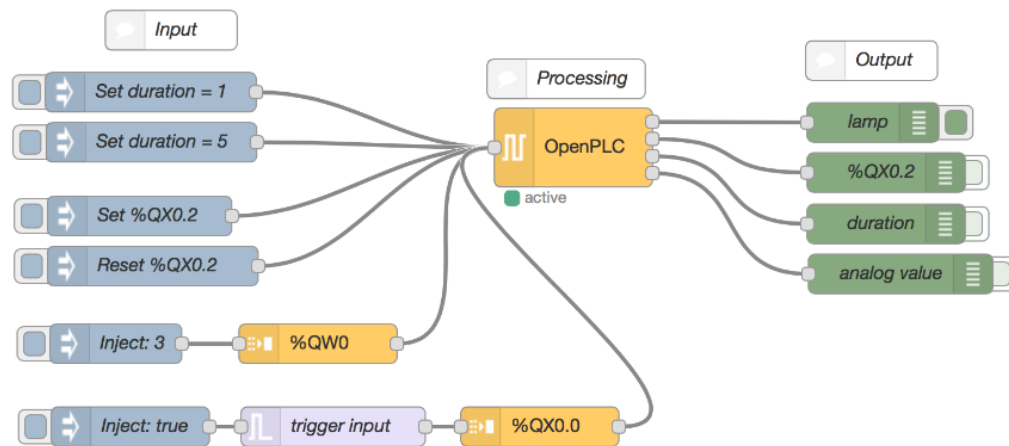 Input
Set duration = 1
Set duration = 5
Set %QX0.2
Reset %QX0.2
Inject: 3
%QW0
Inject: true
trigger input
%QX0.0
Processing
OpenPLC
active
Output
lamp
%QX0.2
duration
analog value